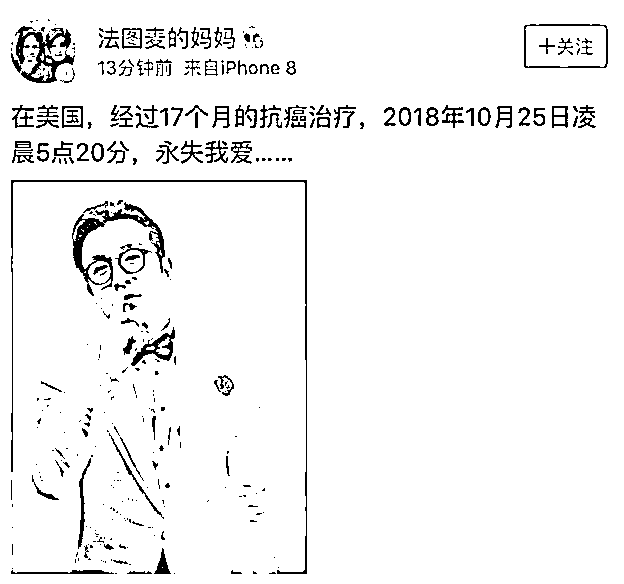 法图麦的妈妈
+关注
13分钟前 来自iPhone 8
在美国，经过17个月的抗癌治疗，2018年10月25日凌
晨5点20分，永失我爱……